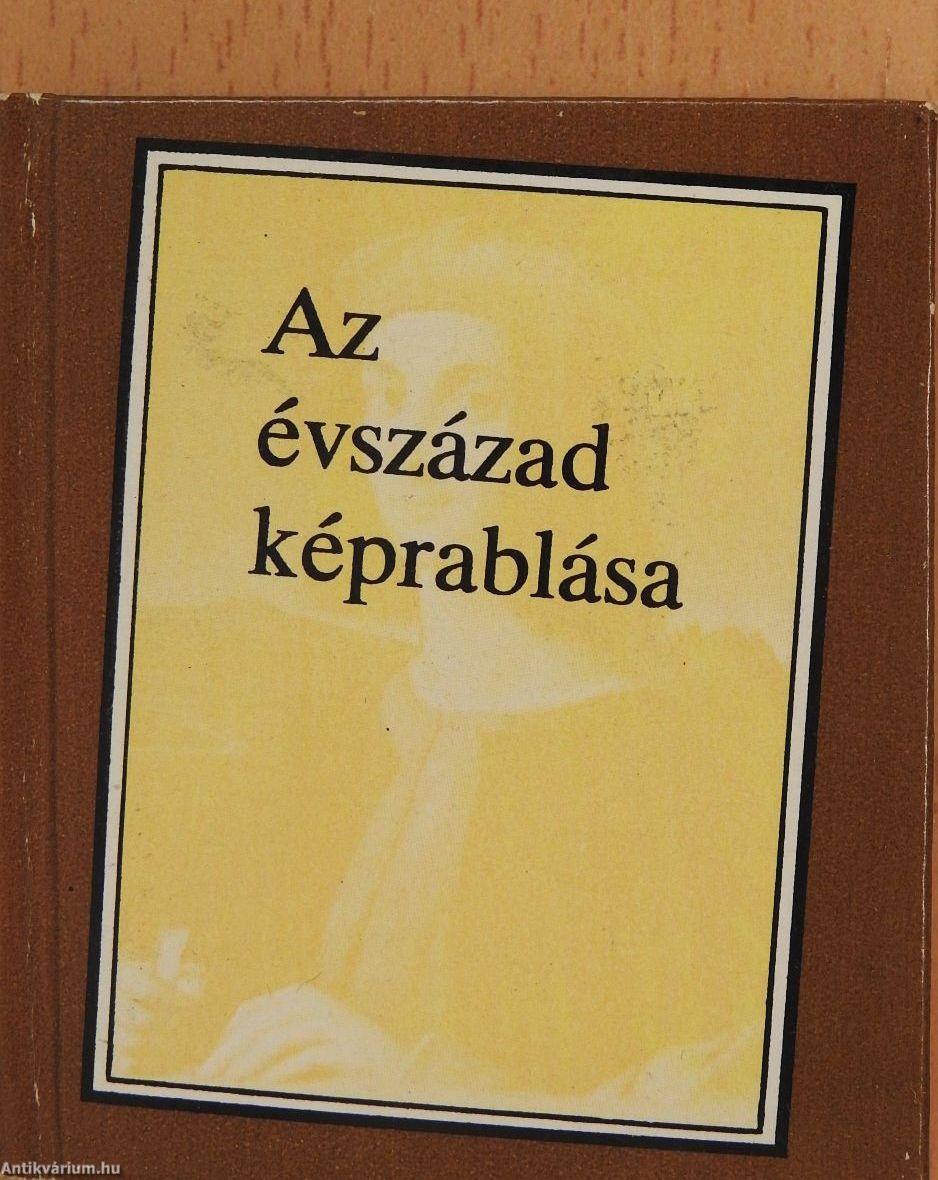 Az
évszázad
képrablása
Antikvárium.hu